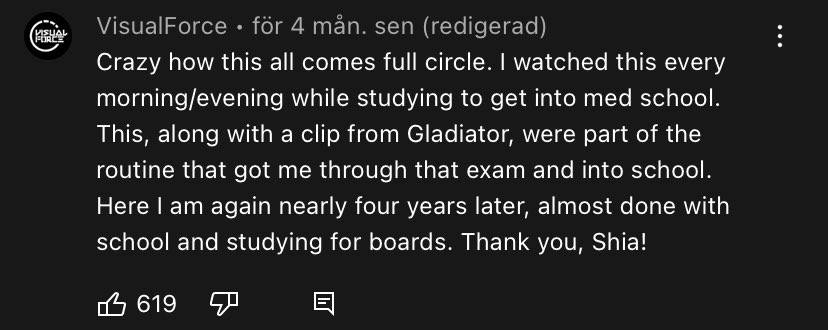 VISUAL
FORCE
VisualForce • för 4 mån. sen (redigerad)
Crazy how this all comes full circle. I watched this every
morning/evening while studying to get into med school.
This, along with a clip from Gladiator, were part of the
routine that got me through that exam and into school.
Here I am again nearly four years later, almost done with
school and studying for boards. Thank you, Shia!
619